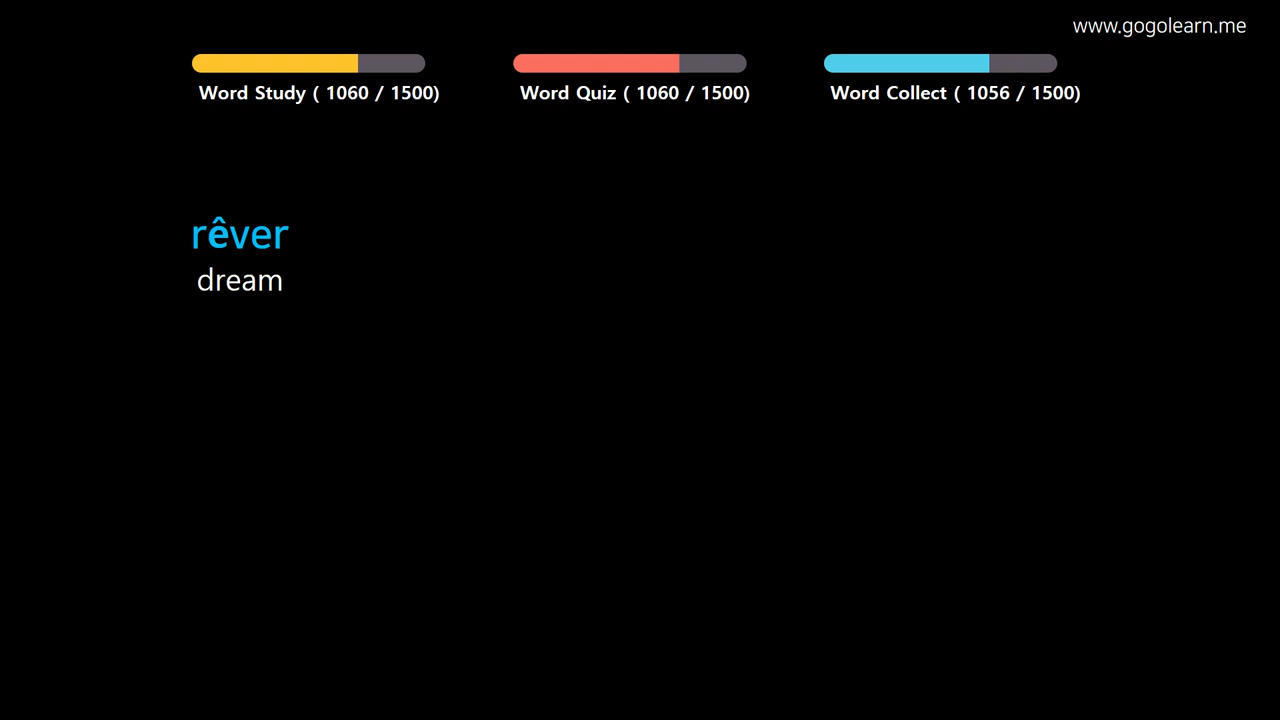 www.gogolearn.me
Word Study ( 1060 / 1500)
Word Quiz ( 1060 / 1500)
Word Collect ( 1056 / 1500)
rêver
dream